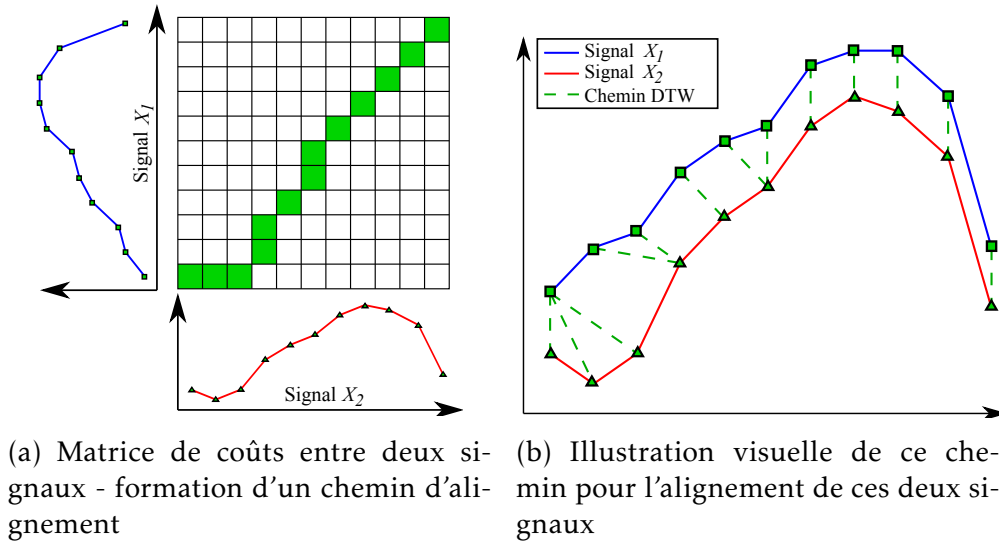 Signal X1
Signal X2
(a) Matrice de coûts entre deux si-
gnaux - formation d'un chemin d'ali-
gnement
Signal X1
Signal X2
Chemin DTW
(b) Illustration visuelle de ce che-
min pour l'alignement de ces deux si-
gnaux